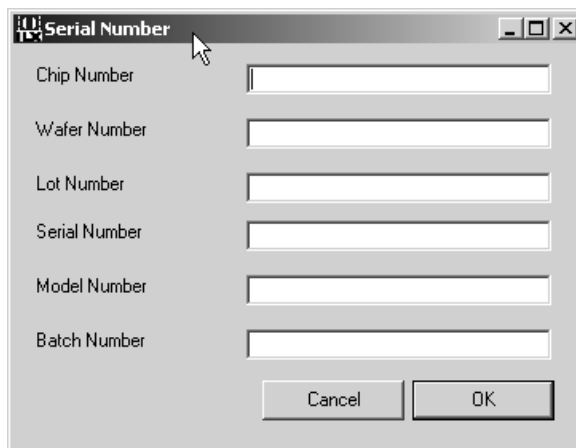 Serial Number
Chip Number
Wafer Number
Lot Number
Serial Number
Model Number
Batch Number
Cancel OK